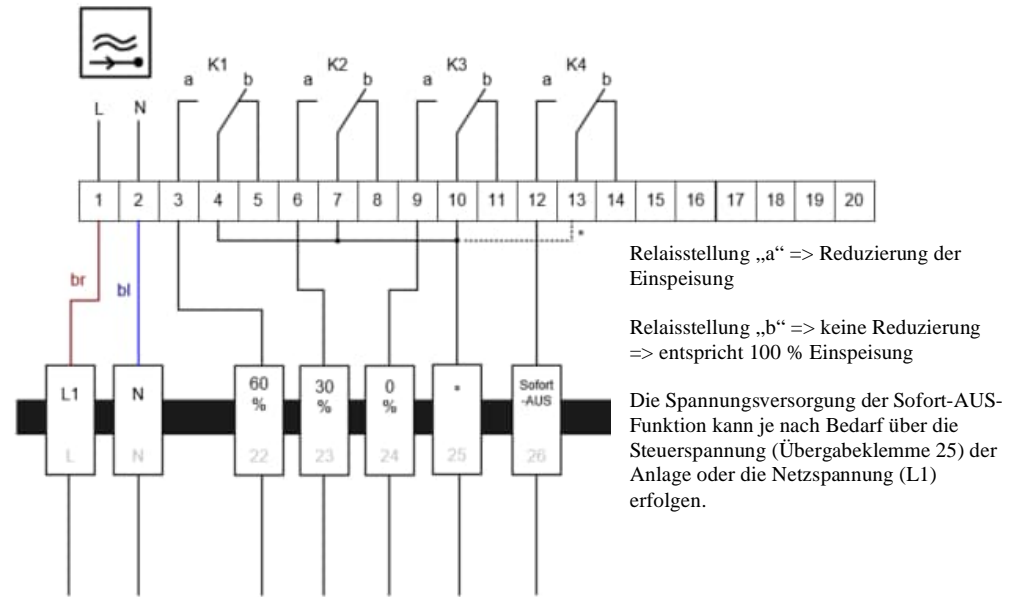 K1 K2 K3 K4
a b a b a b a b
L N
1 2 3 4 5 6 7 8 9 10 11 12 13 14 15 16 17 18 19 20
*
br
bl
L1 N 60 % 30 % 0 % * Sofort -AUS
L N 22 23 24 25 26
Relaisstellung „a“ => Reduzierung der
Einspeisung
Relaisstellung „b“ => keine Reduzierung
=> entspricht 100 % Einspeisung
Die Spannungsversorgung der Sofort-AUS-
Funktion kann je nach Bedarf über die
Steuerspannung (Übergabeklemme 25) der
Anlage oder die Netzspannung (L1)
erfolgen.